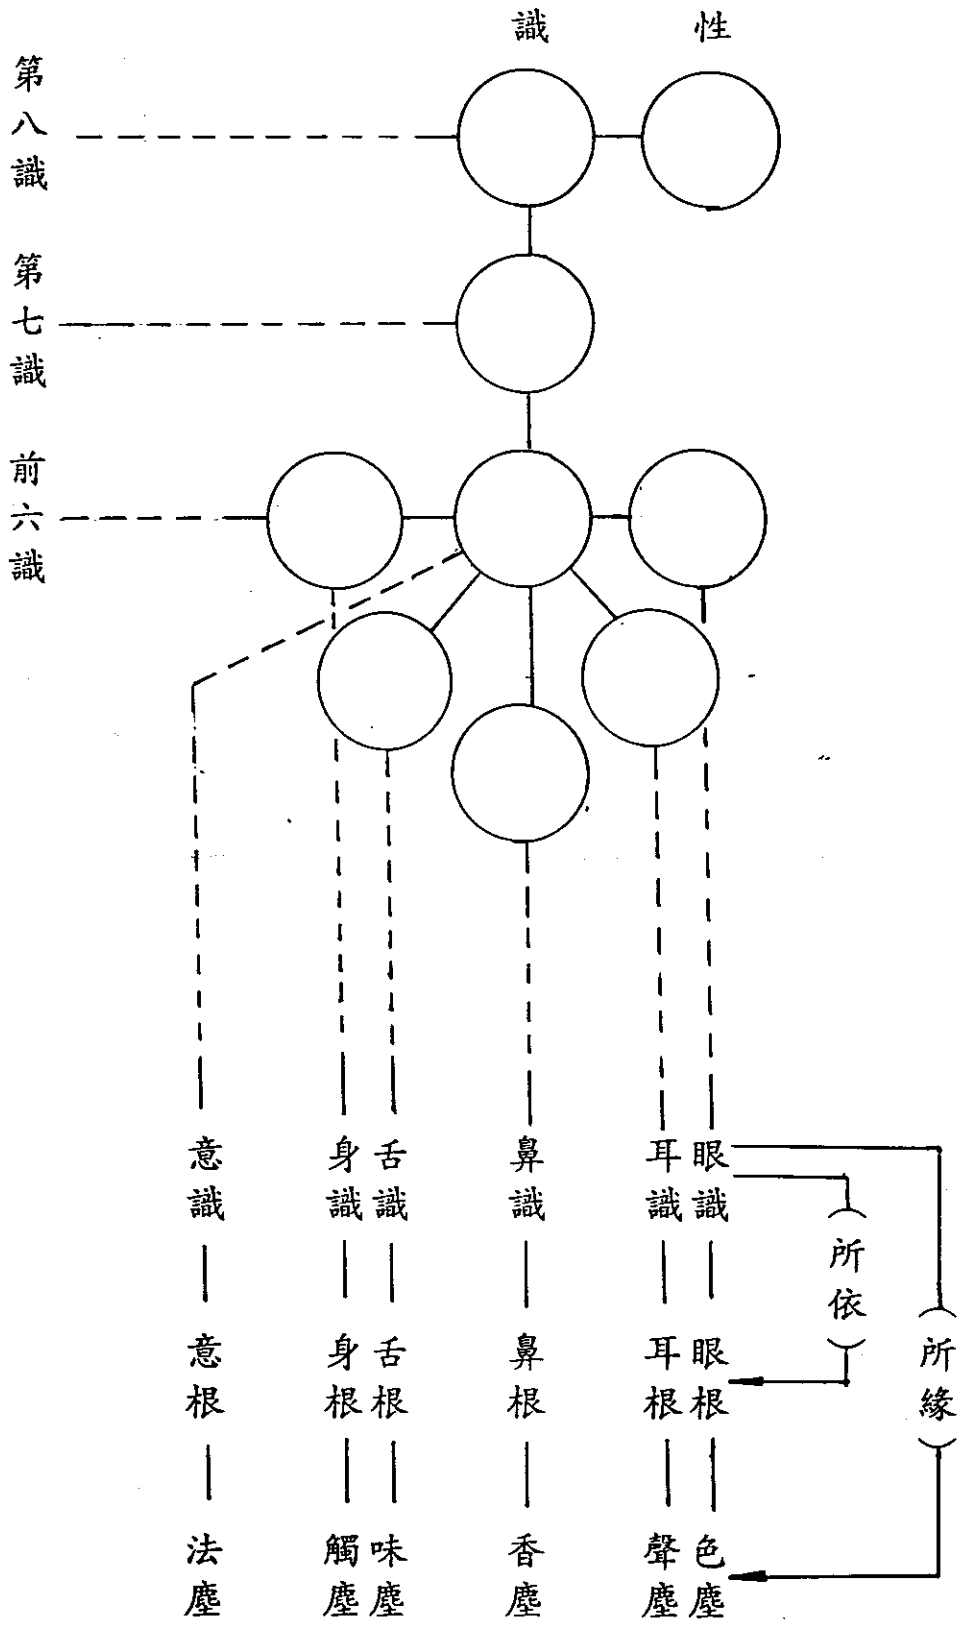 識
性
第八識
第七識
前六識
眼識
眼根
色塵
耳識
耳根
聲塵
鼻識
鼻根
香塵
舌識
舌根
味塵
身識
身根
觸塵
意識
意根
法塵
（所依）
（所緣）